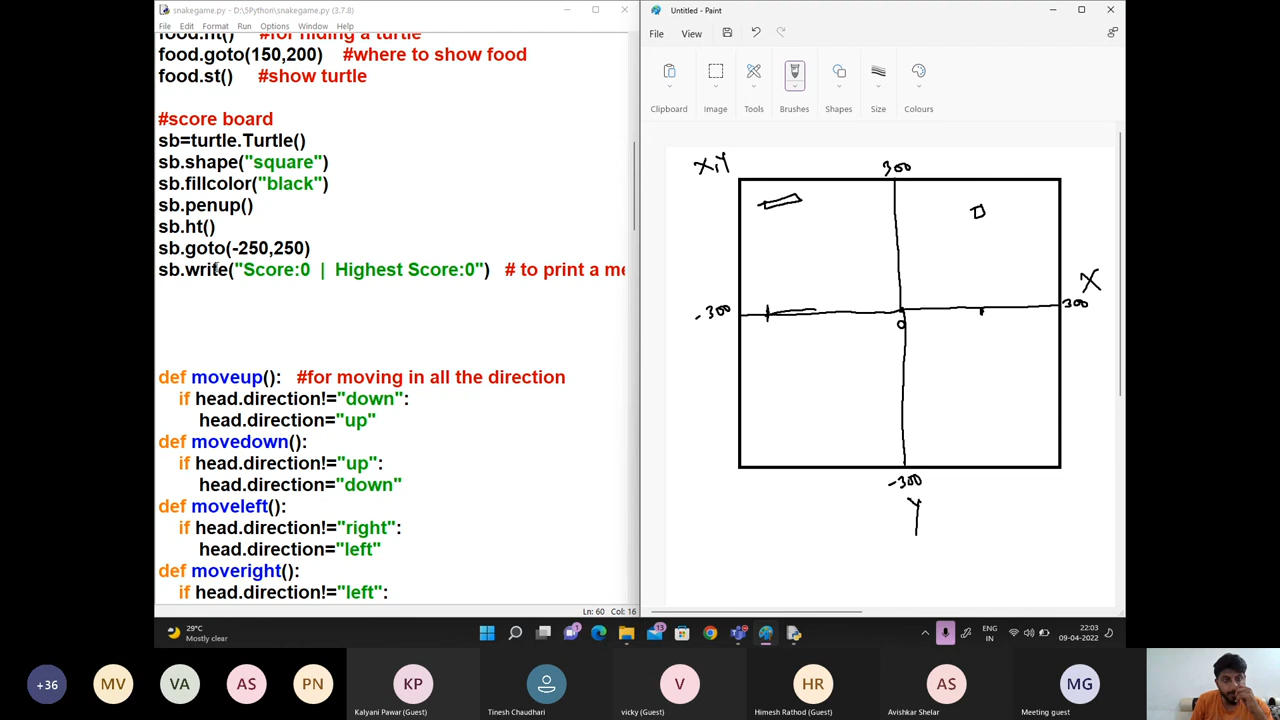 snakegame.py - D:\5Python\snakegame.py (3.7.8)
File Edit Format Run Options Window Help
food.ht() #for hiding a turtle
food.goto(150,200) #where to show food
food.st() #show turtle
#score board
sb=turtle.Turtle()
sb.shape("square")
sb.fillcolor("black")
sb.penup()
sb.ht()
sb.goto(-250,250)
sb.write("Score:0 | Highest Score:0") # to print a me
def moveup(): #for moving in all the direction
if head.direction!="down":
head.direction="up"
def movedown():
if head.direction!="up":
head.direction="down"
def moveleft():
if head.direction!="right":
head.direction="left"
def moveright():
if head.direction!="left":
Ln: 60 Col: 16
Untitled - Paint
File View
Clipboard Image Tools Brushes Shapes Size Colours
X,Y
300
X
-300
300
0
-300
Y
29°C
Mostly clear
13
ENG
IN
22:03
09-04-2022
+36 MV VA AS PN KP V HR AS MG
Kalyani Pawar (Guest) Tinesh Chaudhari vicky (Guest) Himesh Rathod (Guest) Avishkar Shelar Meeting guest